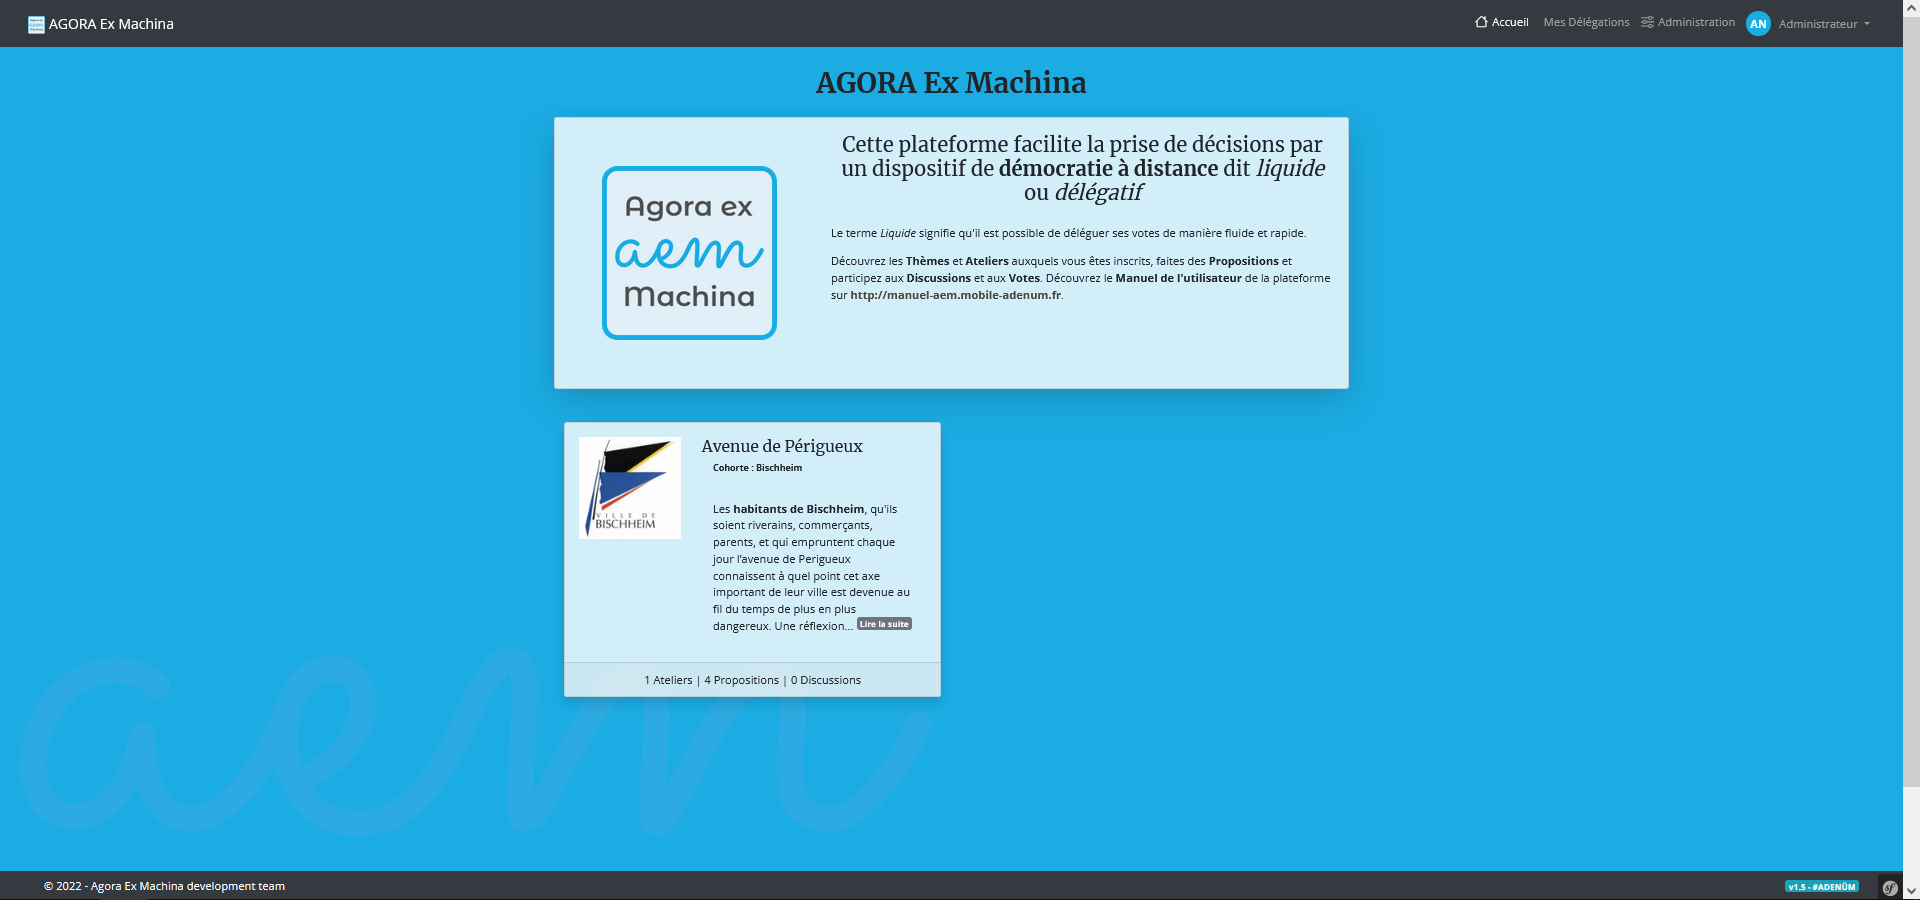 AGORA Ex Machina
Accueil
Mes Délégations
Administration
AN
Administrateur
AGORA Ex Machina
Agora ex
aem
Machina
Cette plateforme facilite la prise de décisions par
un dispositif de démocratie à distance dit liquide
ou délégatif
Le terme Liquide signifie qu'il est possible de déléguer ses votes de manière fluide et rapide.
Découvrez les Thèmes et Ateliers auxquels vous êtes inscrits, faites des Propositions et
participez aux Discussions et aux Votes. Découvrez le Manuel de l'utilisateur de la plateforme
sur http://manuel-aem.mobile-adenum.fr.
VILLE DE
BISCHHEIM
Avenue de Périgueux
Cohorte : Bischheim
Les habitants de Bischheim, qu'ils
soient riverains, commerçants,
parents, et qui empruntent chaque
jour l'avenue de Perigueux
connaissent à quel point cet axe
important de leur ville est devenue au
fil du temps de plus en plus
dangereux. Une réflexion... Lire la suite
1 Ateliers | 4 Propositions | 0 Discussions
aem
© 2022 - Agora Ex Machina development team
v1.5 - #ADENÜM
sf